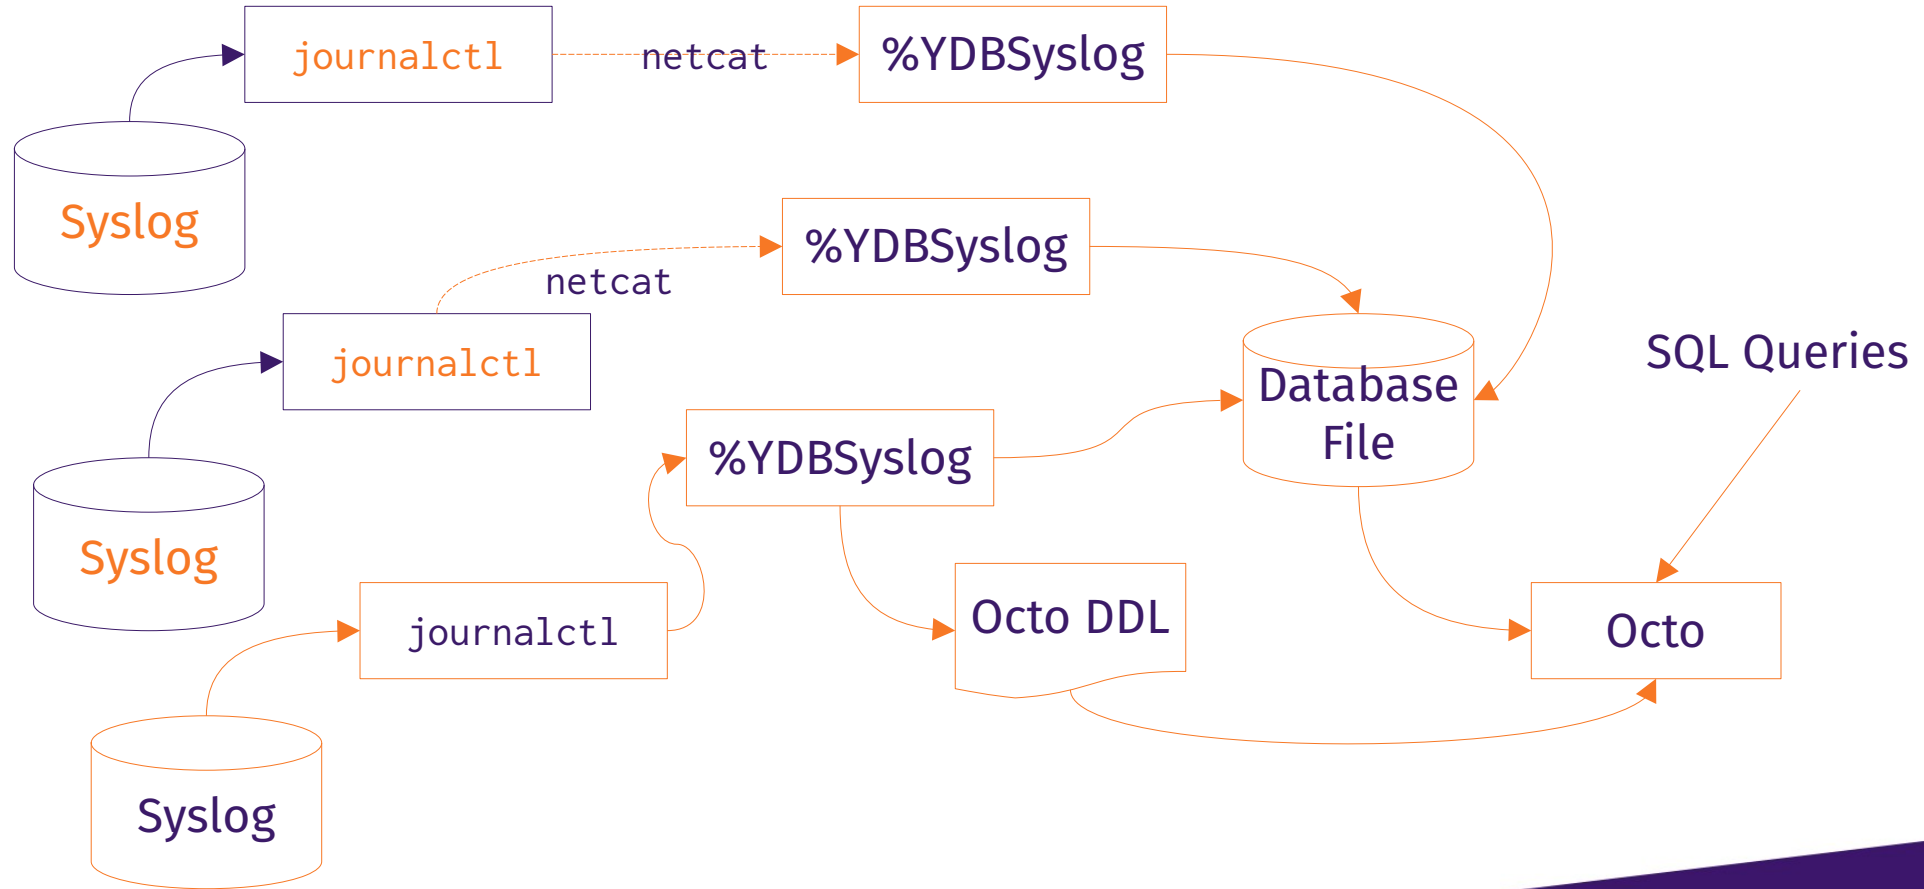 journalctl
netcat
%YDBSyslog
Syslog
%YDBSyslog
netcat
journalctl
SQL Queries
Database
File
%YDBSyslog
Syslog
journalctl
Octo DDL
Octo
Syslog